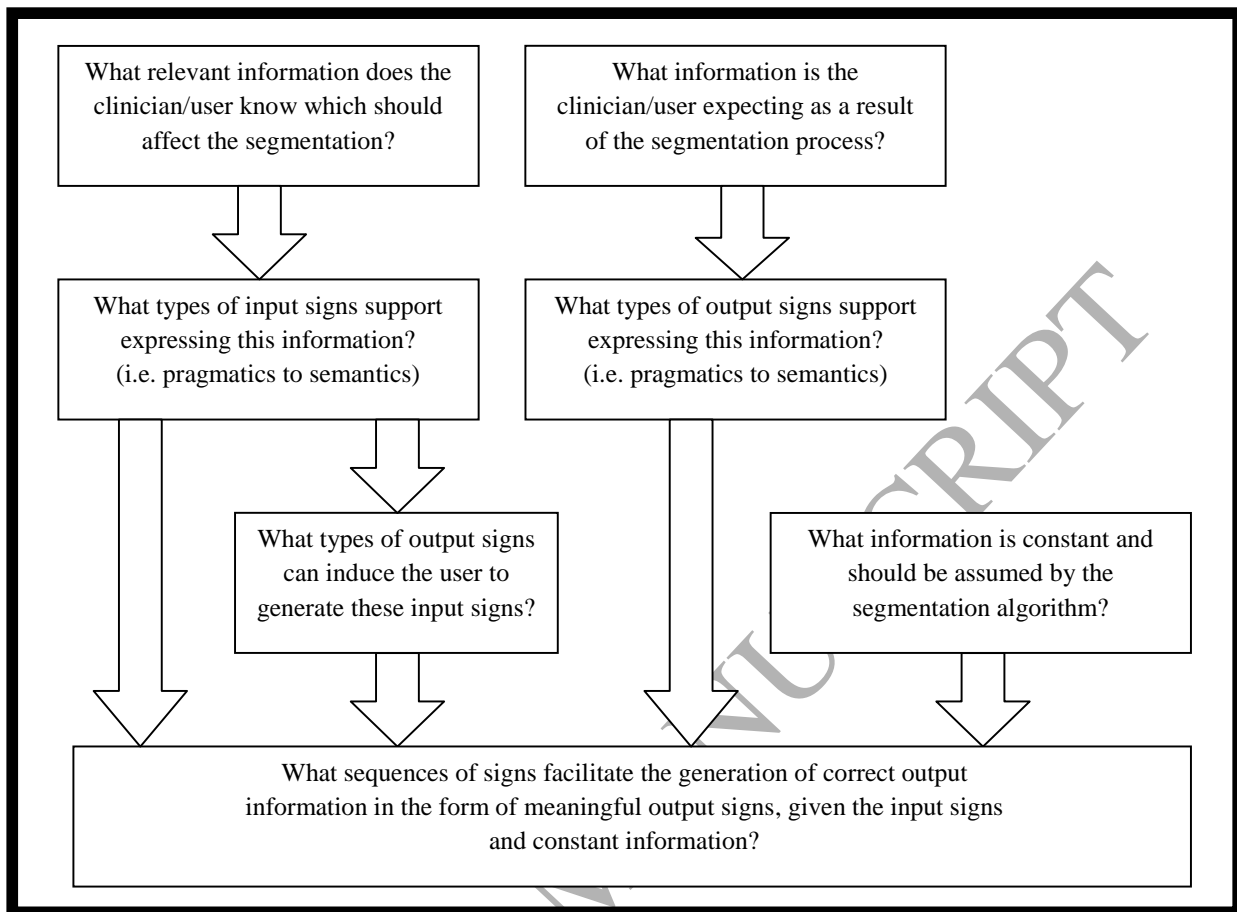 What relevant information does the
clinician/user know which should
affect the segmentation?
What information is the
clinician/user expecting as a result
of the segmentation process?
What types of input signs support
expressing this information?
(i.e. pragmatics to semantics)
What types of output signs support
expressing this information?
(i.e. pragmatics to semantics)
What types of output signs
can induce the user to
generate these input signs?
What information is constant and
should be assumed by the
segmentation algorithm?
What sequences of signs facilitate the generation of correct output
information in the form of meaningful output signs, given the input signs
and constant information?